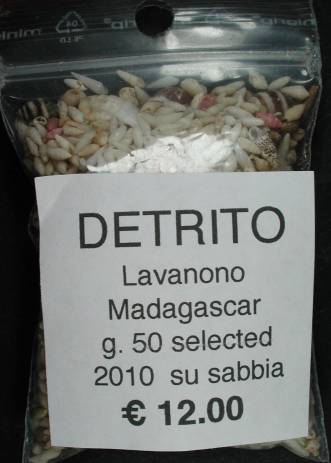 DETRITO
Lavanono
Madagascar
g. 50 selected
2010 su sabbia
€ 12.00